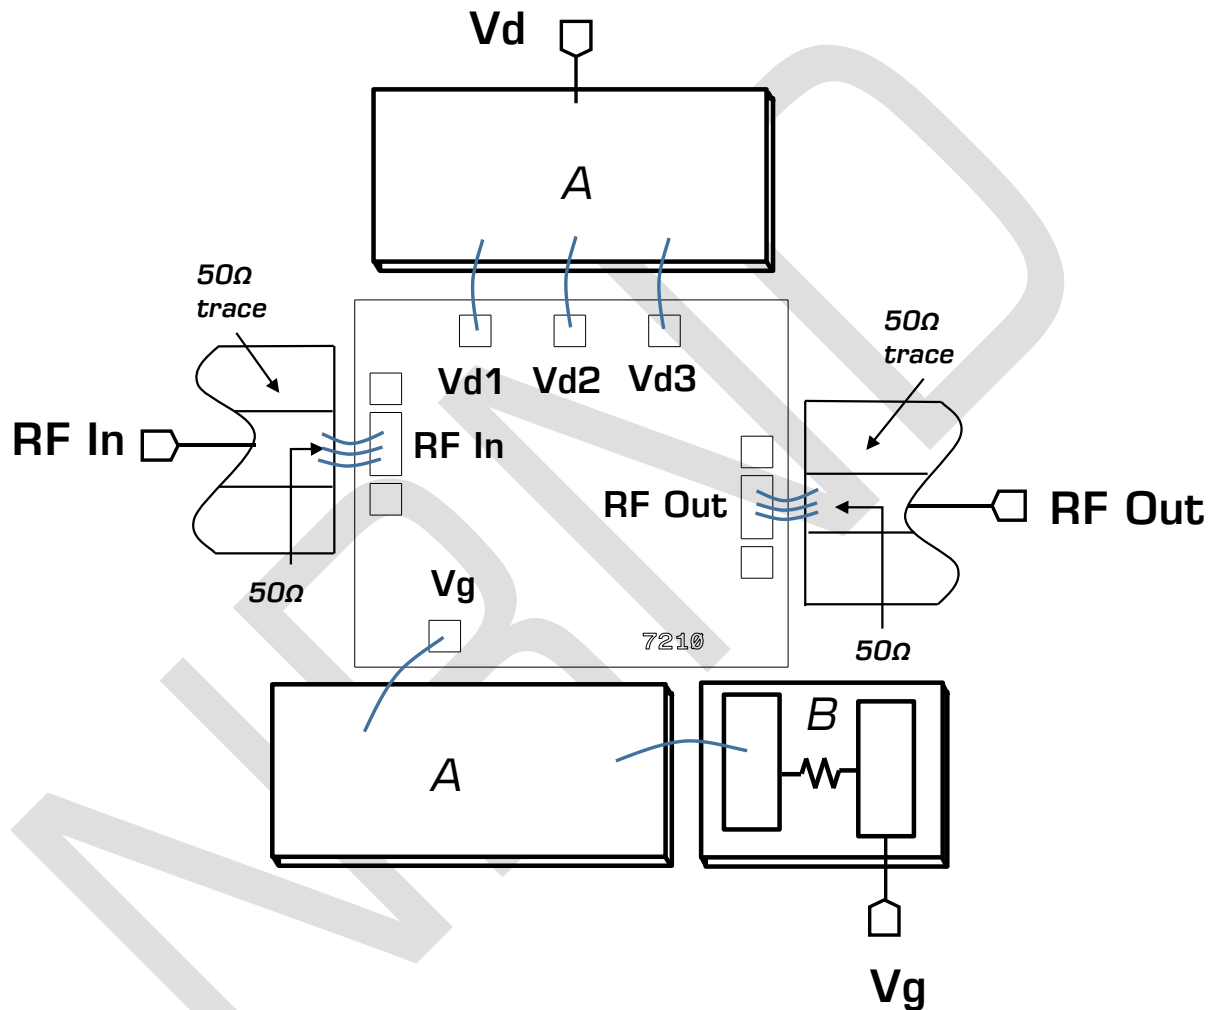 Vd
A
50Ω
trace
50Ω
trace
Vd1 Vd2 Vd3
RF In
RF In
RF Out
RF Out
50Ω
Vg
7210
50Ω
A
B
Vg